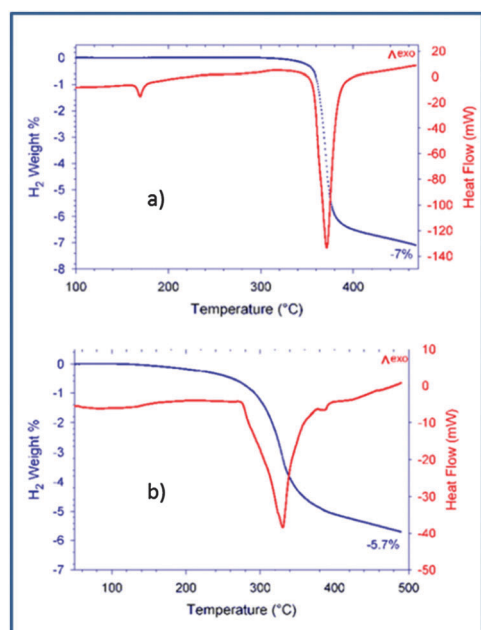 Λexo
0
-1
-2
-3
-4
-5
-6
-7
-8
H2 Weight %
20
0
-20
-40
-60
-80
-100
-120
-140
Heat Flow (mW)
a)
-7%
100 200 300 400
Temperature (°C)
Λexo
0
-1
-2
-3
-4
-5
-6
-7
H2 Weight %
10
0
-10
-20
-30
-40
-50
Heat Flow (mW)
b)
-5.7%
100 200 300 400 500
Temperature (°C)